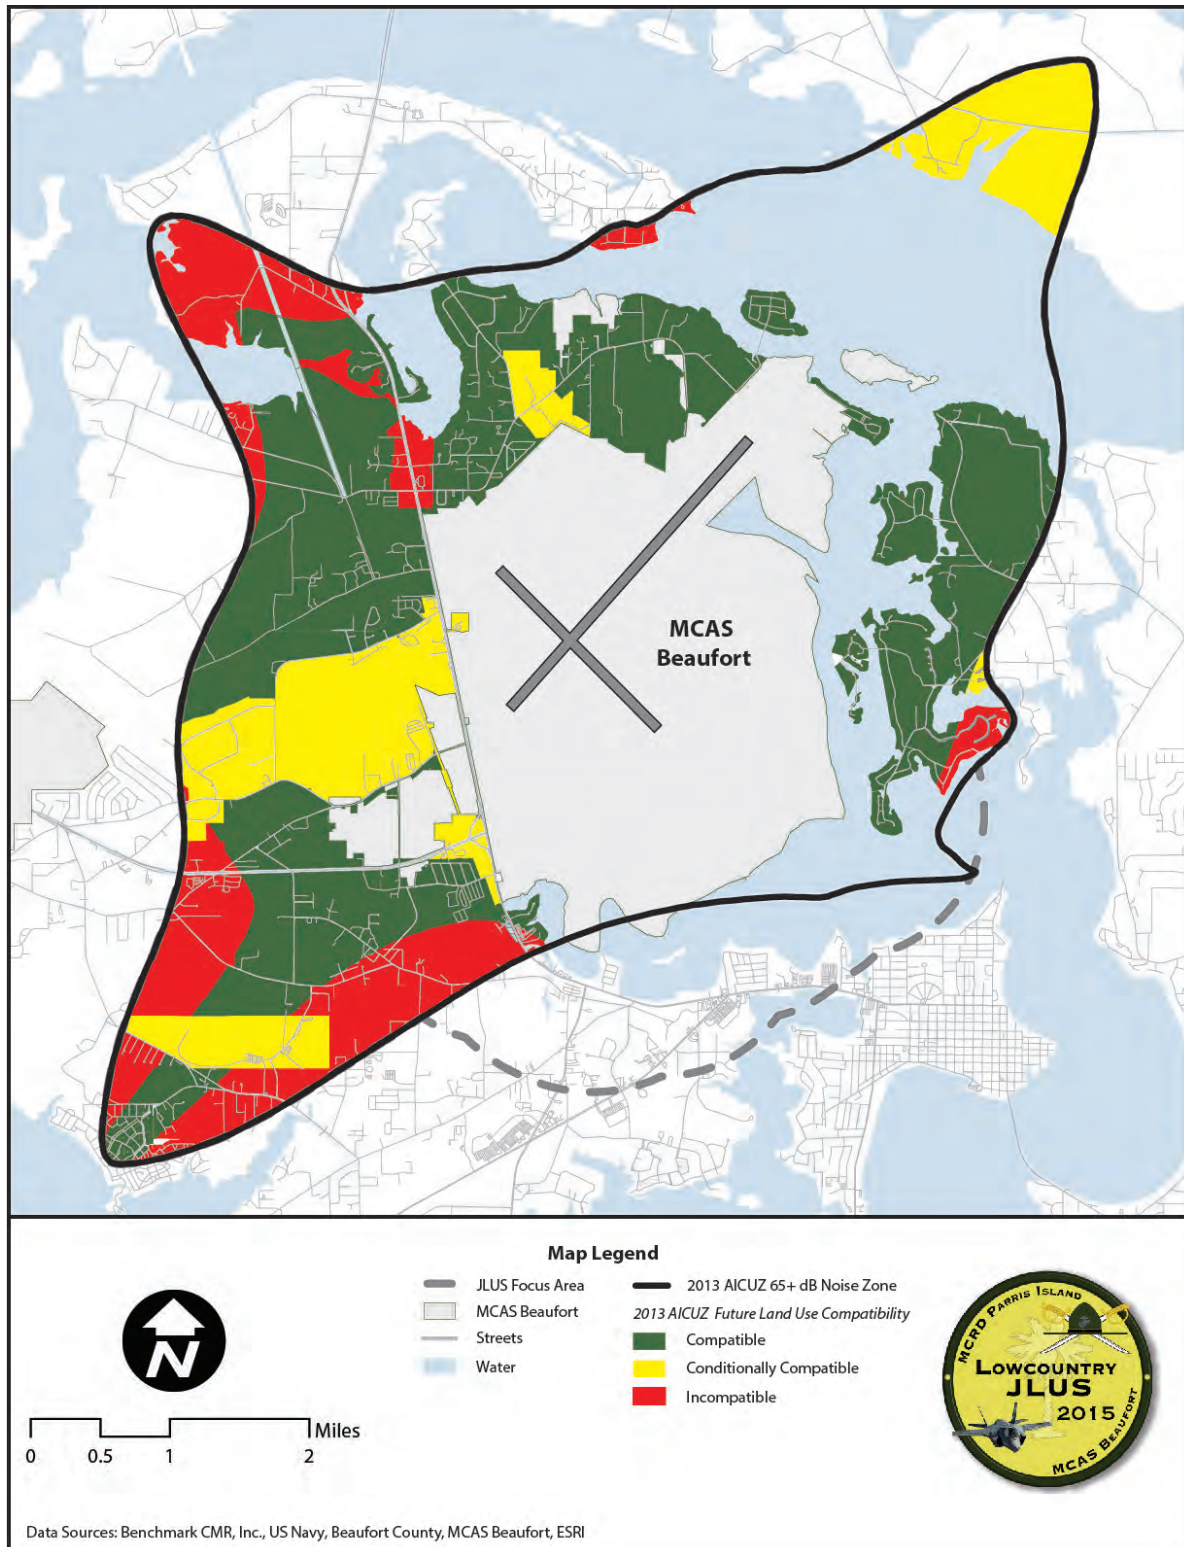 MCAS
Beaufort
Map Legend
JLUS Focus Area
MCAS Beaufort
Streets
Water
2013 AICUZ 65+ dB Noise Zone
2013 AICUZ Future Land Use Compatibility
Compatible
Conditionally Compatible
Incompatible
N
Miles
0 0.5 1 2
MCRD Parris Island
Lowcountry
JLUS
2015
MCAS Beaufort
Data Sources: Benchmark CMR, Inc., US Navy, Beaufort County, MCAS Beaufort, ESRI